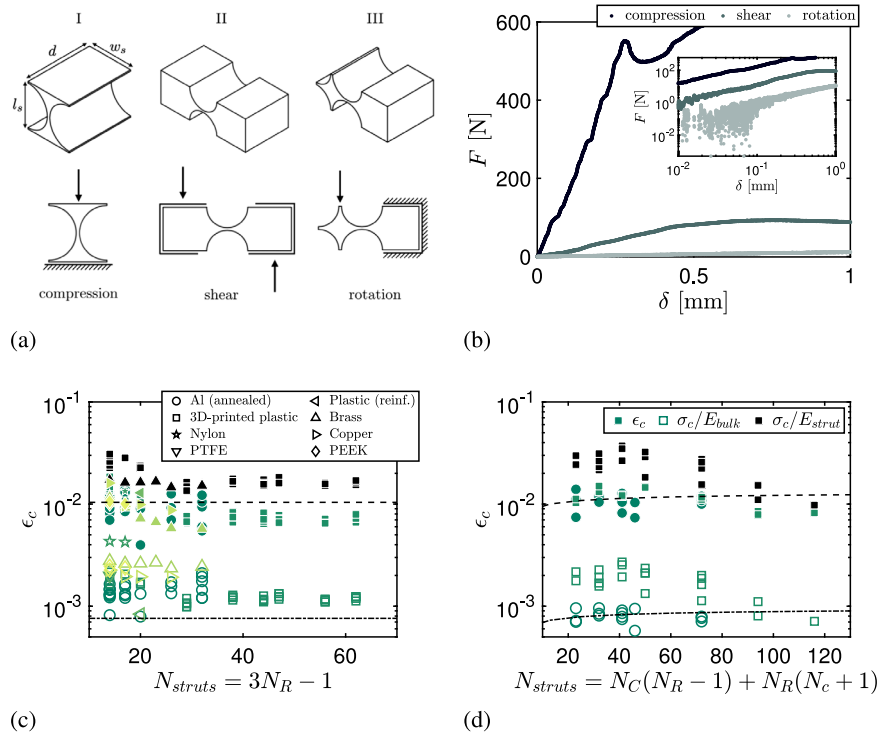 I II III
d w_s
l_s
compression shear rotation
(a)
compression shear rotation
600
400
200
0
F [N]
0 0.5 1
δ [mm]
10^2
10^0
10^-2
F [N]
10^-2 10^-1 10^0
δ [mm]
(b)
10^-1
10^-2
10^-3
ϵ_c
Al (annealed) Plastic (reinf.)
3D-printed plastic Brass
Nylon Copper
PTFE PEEK
20 40 60
N_struts = 3N_R − 1
(c)
10^-1
10^-2
10^-3
ϵ_c
ϵ_c σ_c/E_bulk σ_c/E_strut
20 40 60 80 100 120
N_struts = N_C(N_R − 1) + N_R(N_c + 1)
(d)